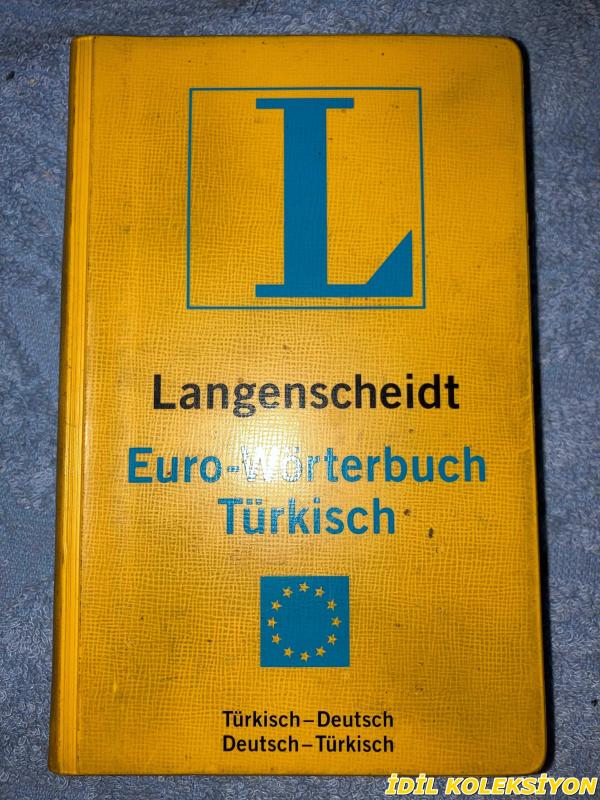 L
Langenscheidt
Euro-Wörterbuch
Türkisch
Türkisch–Deutsch
Deutsch–Türkisch
İDİL KOLEKSİYON